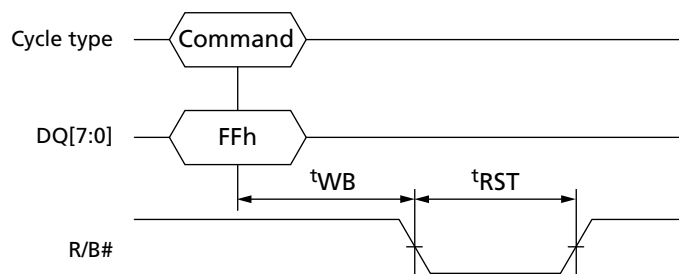 Cycle type
Command
DQ[7:0]
FFh
tWB
tRST
R/B#